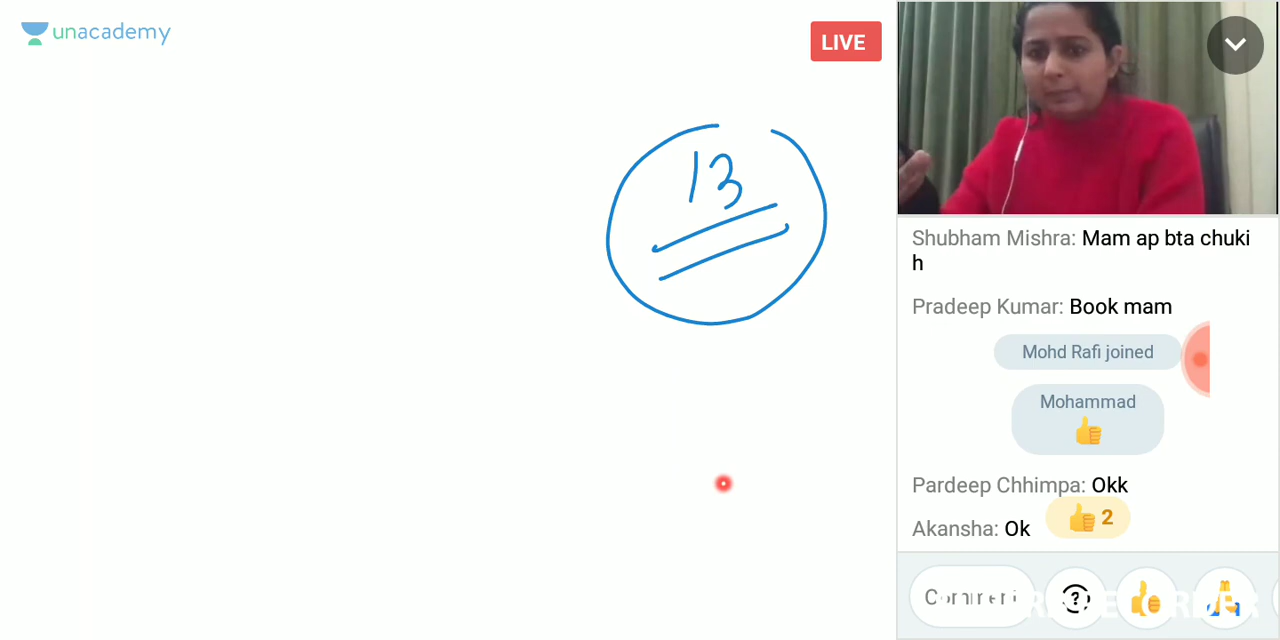 unacademy
LIVE
13
Shubham Mishra: Mam ap bta chuki
h
Pradeep Kumar: Book mam
Mohd Rafi joined
Mohammad
👍
Pardeep Chhimpa: Okk
👍 2
Akansha: Ok
Comment
?